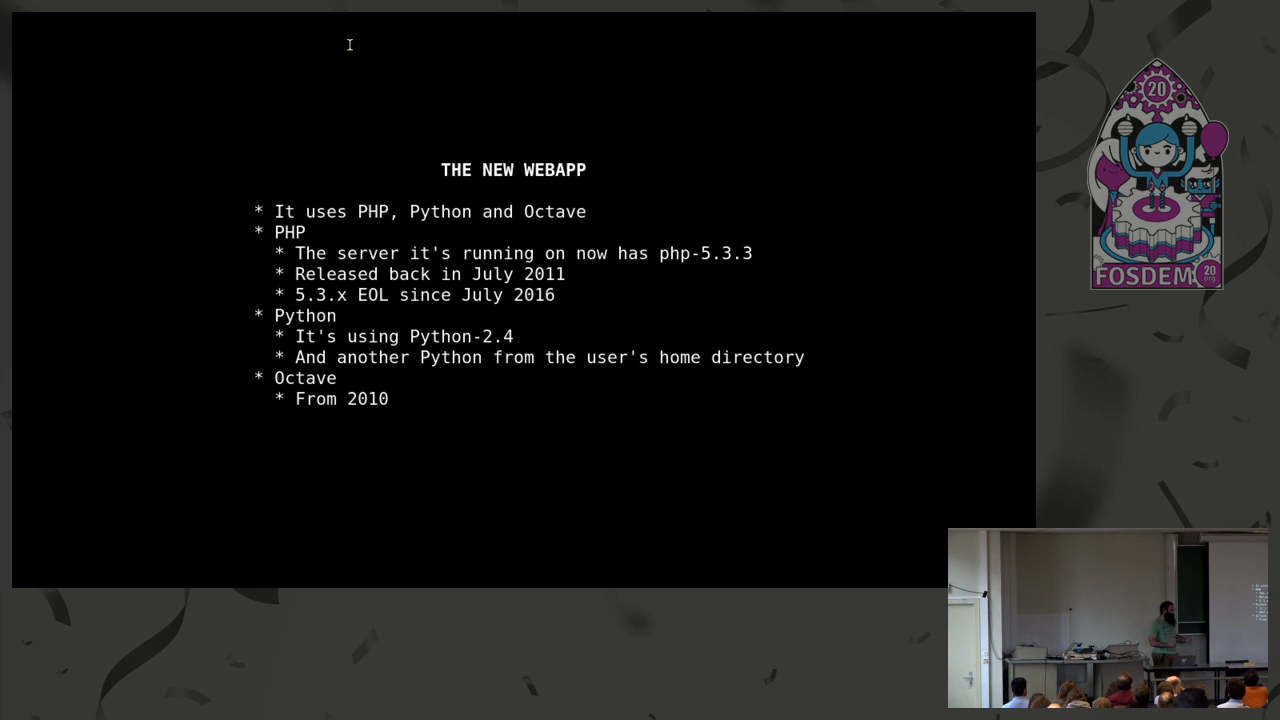 THE NEW WEBAPP
* It uses PHP, Python and Octave
* PHP
* The server it's running on now has php-5.3.3
* Released back in July 2011
* 5.3.x EOL since July 2016
* Python
* It's using Python-2.4
* And another Python from the user's home directory
* Octave
* From 2010
20
FOSDEM
20
org